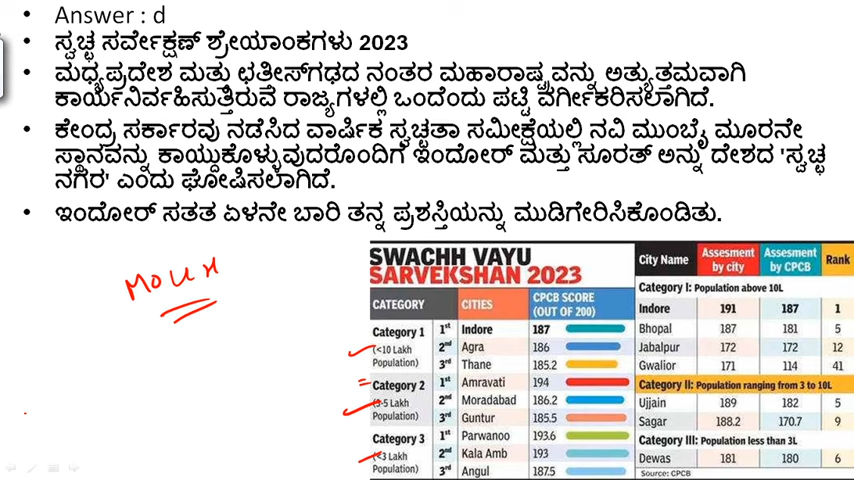 • Answer : d
• ಸ್ವಚ್ಛ ಸರ್ವೇಕ್ಷಣ್ ಶ್ರೇಯಾಂಕಗಳು 2023
• ಮಧ್ಯಪ್ರದೇಶ ಮತ್ತು ಛತ್ತೀಸ್‌ಗಢದ ನಂತರ ಮಹಾರಾಷ್ಟ್ರವನ್ನು ಅತ್ಯುತ್ತಮವಾಗಿ
ಕಾರ್ಯನಿರ್ವಹಿಸುತ್ತಿರುವ ರಾಜ್ಯಗಳಲ್ಲಿ ಒಂದೆಂದು ಪಟ್ಟಿ ವರ್ಗೀಕರಿಸಲಾಗಿದೆ.
• ಕೇಂದ್ರ ಸರ್ಕಾರವು ನಡೆಸಿದ ವಾರ್ಷಿಕ ಸ್ವಚ್ಛತಾ ಸಮೀಕ್ಷೆಯಲ್ಲಿ ನವಿ ಮುಂಬೈ ಮೂರನೇ
ಸ್ಥಾನವನ್ನು ಕಾಯ್ದುಕೊಳ್ಳುವುದರೊಂದಿಗೆ ಇಂದೋರ್ ಮತ್ತು ಸೂರತ್ ಅನ್ನು ದೇಶದ 'ಸ್ವಚ್ಛ
ನಗರ' ಎಂದು ಘೋಷಿಸಲಾಗಿದೆ.
• ಇಂದೋರ್ ಸತತ ಏಳನೇ ಬಾರಿ ತನ್ನ ಪ್ರಶಸ್ತಿಯನ್ನು ಮುಡಿಗೇರಿಸಿಕೊಂಡಿತು.
SWACHH VAYU
SARVEKSHAN 2023
CATEGORY CITIES CPCB SCORE
(OUT OF 200)
Category 1 1st Indore 187
(<10 Lakh 2nd Agra 186
Population) 3rd Thane 185.2
Category 2 1st Amravati 194
(3-5 Lakh 2nd Moradabad 186.2
Population) 3rd Guntur 185.5
Category 3 1st Parwanoo 193.6
(<3 Lakh 2nd Kala Amb 193
Population) 3rd Angul 187.5
City Name Assesment by city Assesment by CPCB Rank
Category I: Population above 10L
Indore 191 187 1
Bhopal 187 181 5
Jabalpur 172 172 12
Gwalior 171 114 41
Category II: Population ranging from 3 to 10L
Ujjain 189 182 5
Sagar 188.2 170.7 9
Category III: Population less than 3L
Dewas 181 180 6
Source: CPCB